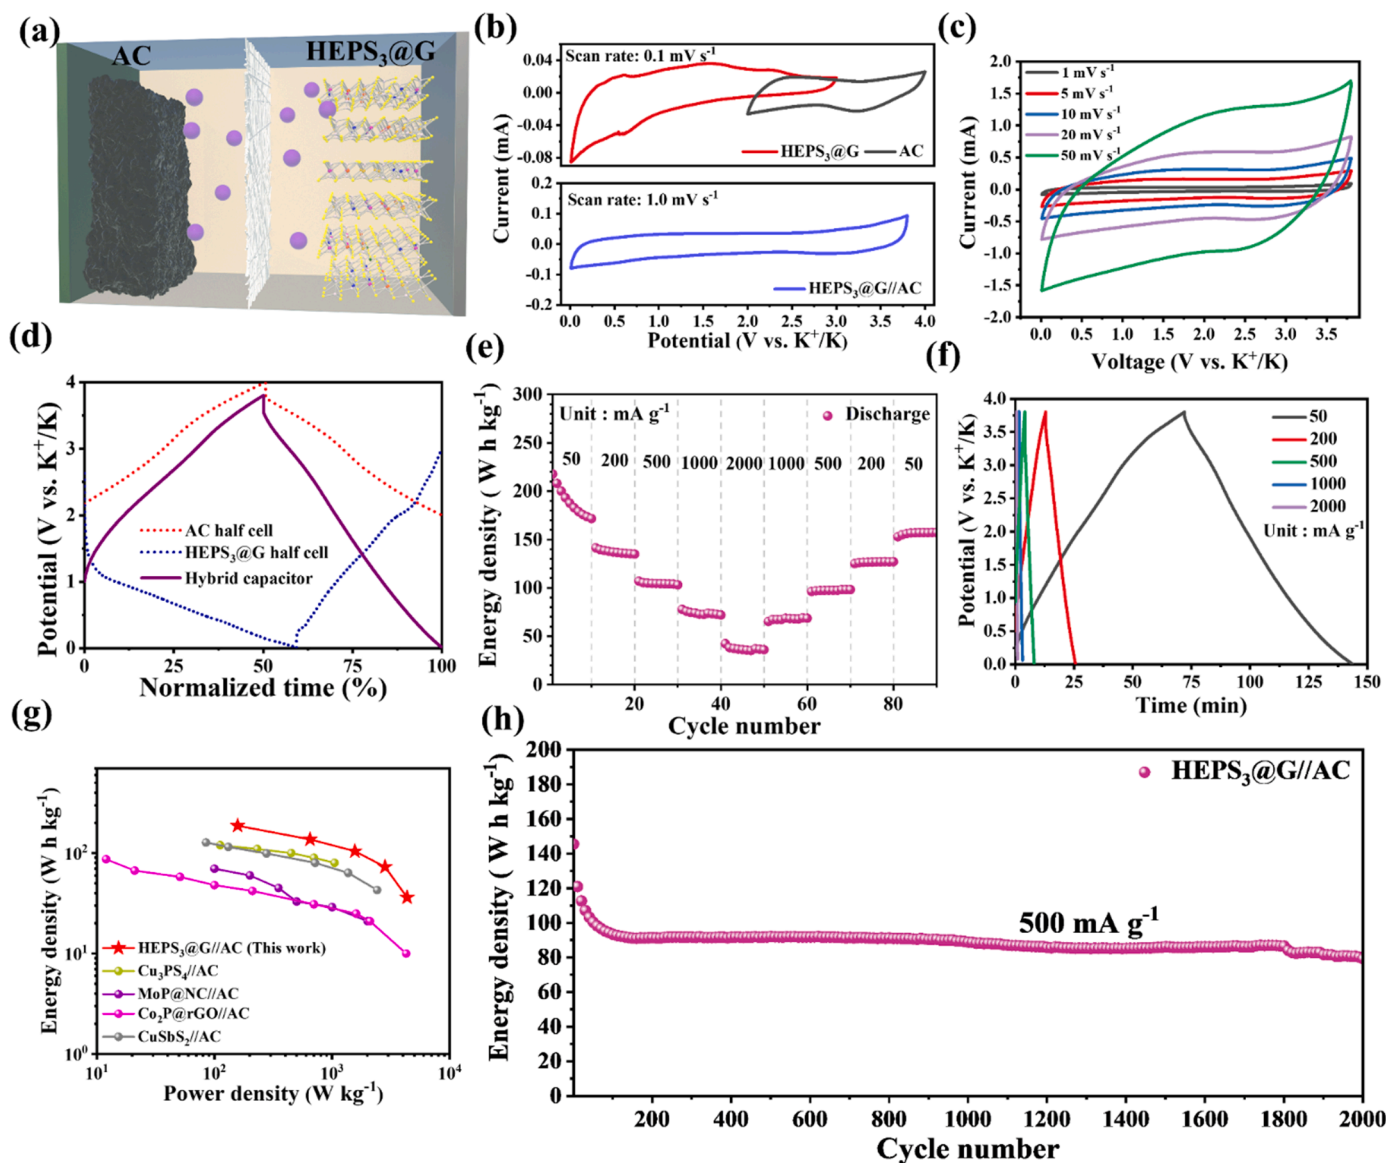 (a)
AC
HEPS₃@G
(b)
Scan rate: 0.1 mV s⁻¹
HEPS₃@G
AC
0.04
0.00
-0.04
-0.08
Scan rate: 1.0 mV s⁻¹
HEPS₃@G//AC
0.2
0.1
0.0
-0.1
-0.2
Current (mA)
0.0 0.5 1.0 1.5 2.0 2.5 3.0 3.5 4.0
Potential (V vs. K⁺/K)
(c)
1 mV s⁻¹
5 mV s⁻¹
10 mV s⁻¹
20 mV s⁻¹
50 mV s⁻¹
2.0
1.5
1.0
0.5
0.0
-0.5
-1.0
-1.5
-2.0
Current (mA)
0.0 0.5 1.0 1.5 2.0 2.5 3.0 3.5
Voltage (V vs. K⁺/K)
(d)
4
3
2
1
0
Potential (V vs. K⁺/K)
AC half cell
HEPS₃@G half cell
Hybrid capacitor
0 25 50 75 100
Normalized time (%)
(e)
Unit : mA g⁻¹
Discharge
50 200 500 1000 2000 1000 500 200 50
300
250
200
150
100
50
0
Energy density ( W h kg⁻¹)
20 40 60 80
Cycle number
(f)
50
200
500
1000
2000
Unit : mA g⁻¹
4.0
3.5
3.0
2.5
2.0
1.5
1.0
0.5
0.0
Potential (V vs. K⁺/K)
0 25 50 75 100 125 150
Time (min)
(g)
10²
10¹
10⁰
Energy density (W h kg⁻¹)
HEPS₃@G//AC (This work)
Cu₃PS₄//AC
MoP@NC//AC
Co₂P@rGO//AC
CuSbS₂//AC
10¹ 10² 10³ 10⁴
Power density (W kg⁻¹)
(h)
HEPS₃@G//AC
500 mA g⁻¹
200
180
160
140
120
100
80
60
40
20
0
Energy density ( W h kg⁻¹)
200 400 600 800 1000 1200 1400 1600 1800 2000
Cycle number